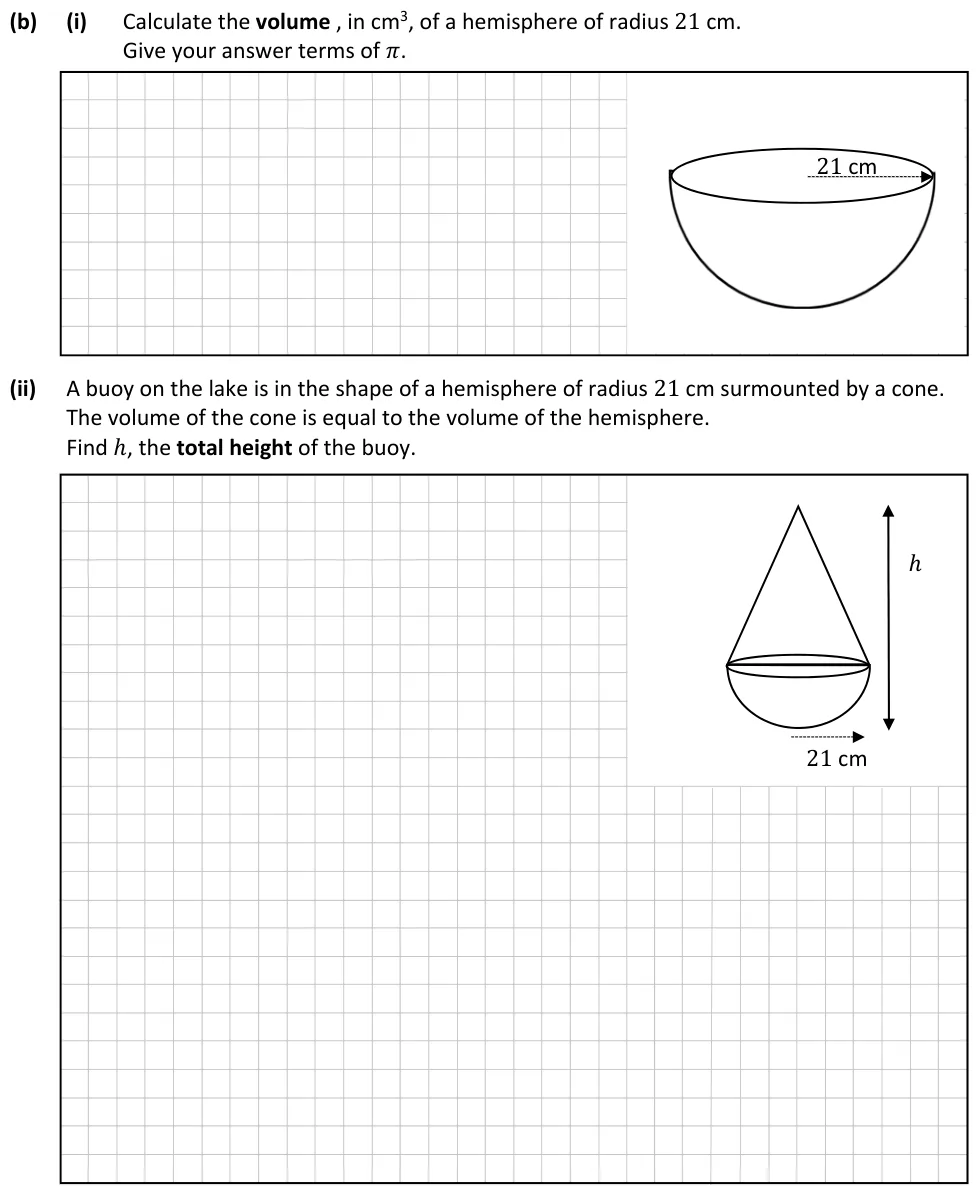 (b) (i) Calculate the volume , in cm³, of a hemisphere of radius 21 cm.
Give your answer terms of π.
21 cm
(ii) A buoy on the lake is in the shape of a hemisphere of radius 21 cm surmounted by a cone.
The volume of the cone is equal to the volume of the hemisphere.
Find h, the total height of the buoy.
h
21 cm